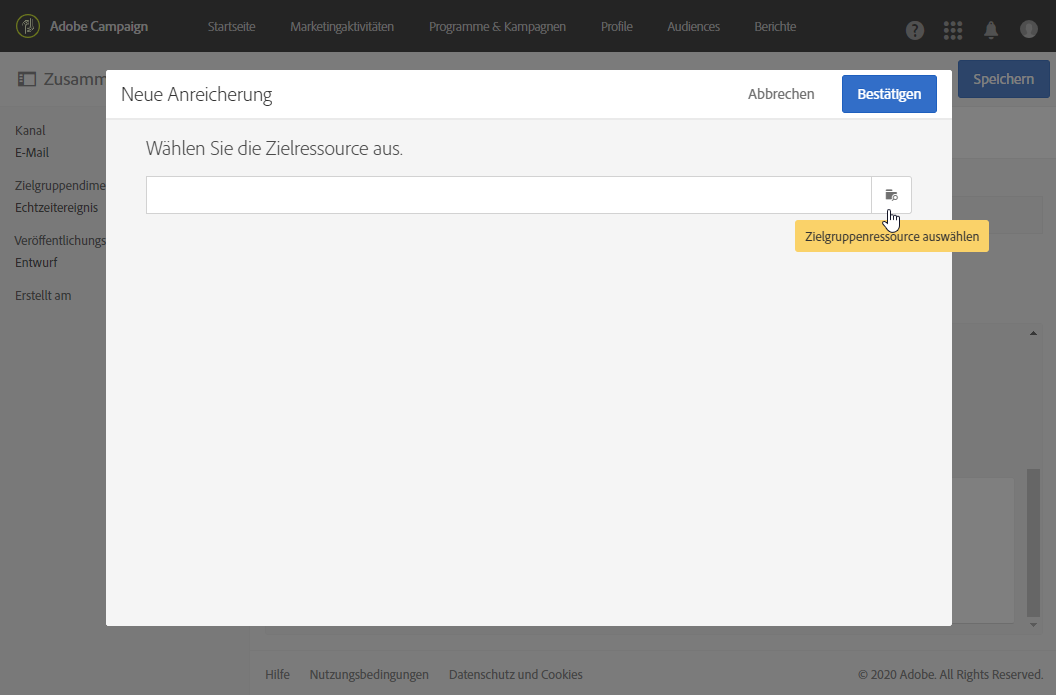 Adobe Campaign
Startseite
Marketingaktivitäten
Programme & Kampagnen
Profile
Audiences
Berichte
Zusamm
Speichern
Neue Anreicherung
Abbrechen
Bestätigen
Kanal
E-Mail
Zielgruppendime
Echtzeitereignis
Veröffentlichungs
Entwurf
Erstellt am
Wählen Sie die Zielressource aus.
Zielgruppenressource auswählen
Hilfe
Nutzungsbedingungen
Datenschutz und Cookies
© 2020 Adobe. All Rights Reserved.